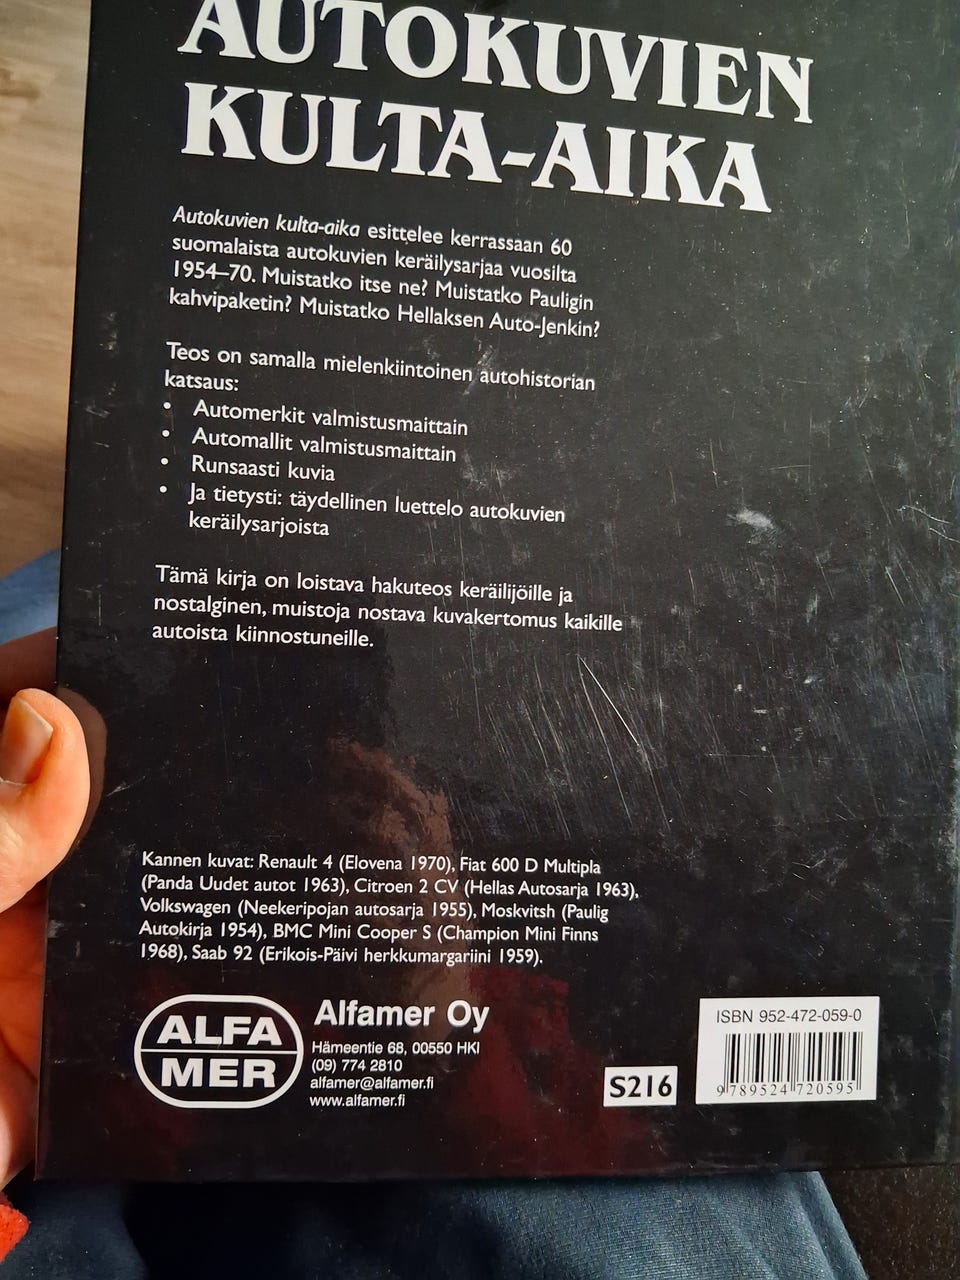 AUTOKUVIEN
KULTA-AIKA
Autokuvien kulta-aika esittelee kerrassaan 60
suomalaista autokuvien keräilysarjaa vuosilta
1954–70. Muistatko itse ne? Muistatko Pauligin
kahvipaketin? Muistatko Hellaksen Auto-Jenkin?
Teos on samalla mielenkiintoinen autohistorian
katsaus:
• Automerkit valmistusmaittain
• Automallit valmistusmaittain
• Runsaasti kuvia
• Ja tietysti: täydellinen luettelo autokuvien
keräilysarjoista
Tämä kirja on loistava hakuteos keräilijöille ja
nostalginen, muistoja nostava kuvakertomus kaikille
autoista kiinnostuneille.
Kannen kuvat: Renault 4 (Elovena 1970), Fiat 600 D Multipla
(Panda Uudet autot 1963), Citroen 2 CV (Hellas Autosarja 1963),
Volkswagen (Neekeripojan autosarja 1955), Moskvitsh (Paulig
Autokirja 1954), BMC Mini Cooper S (Champion Mini Finns
1968), Saab 92 (Erikois-Päivi herkkumargariini 1959).
ALFA
MER
Alfamer Oy
Hämeentie 68, 00550 HKI
(09) 774 2810
alfamer@alfamer.fi
www.alfamer.fi
S216
ISBN 952-472-059-0
9 789524 720595